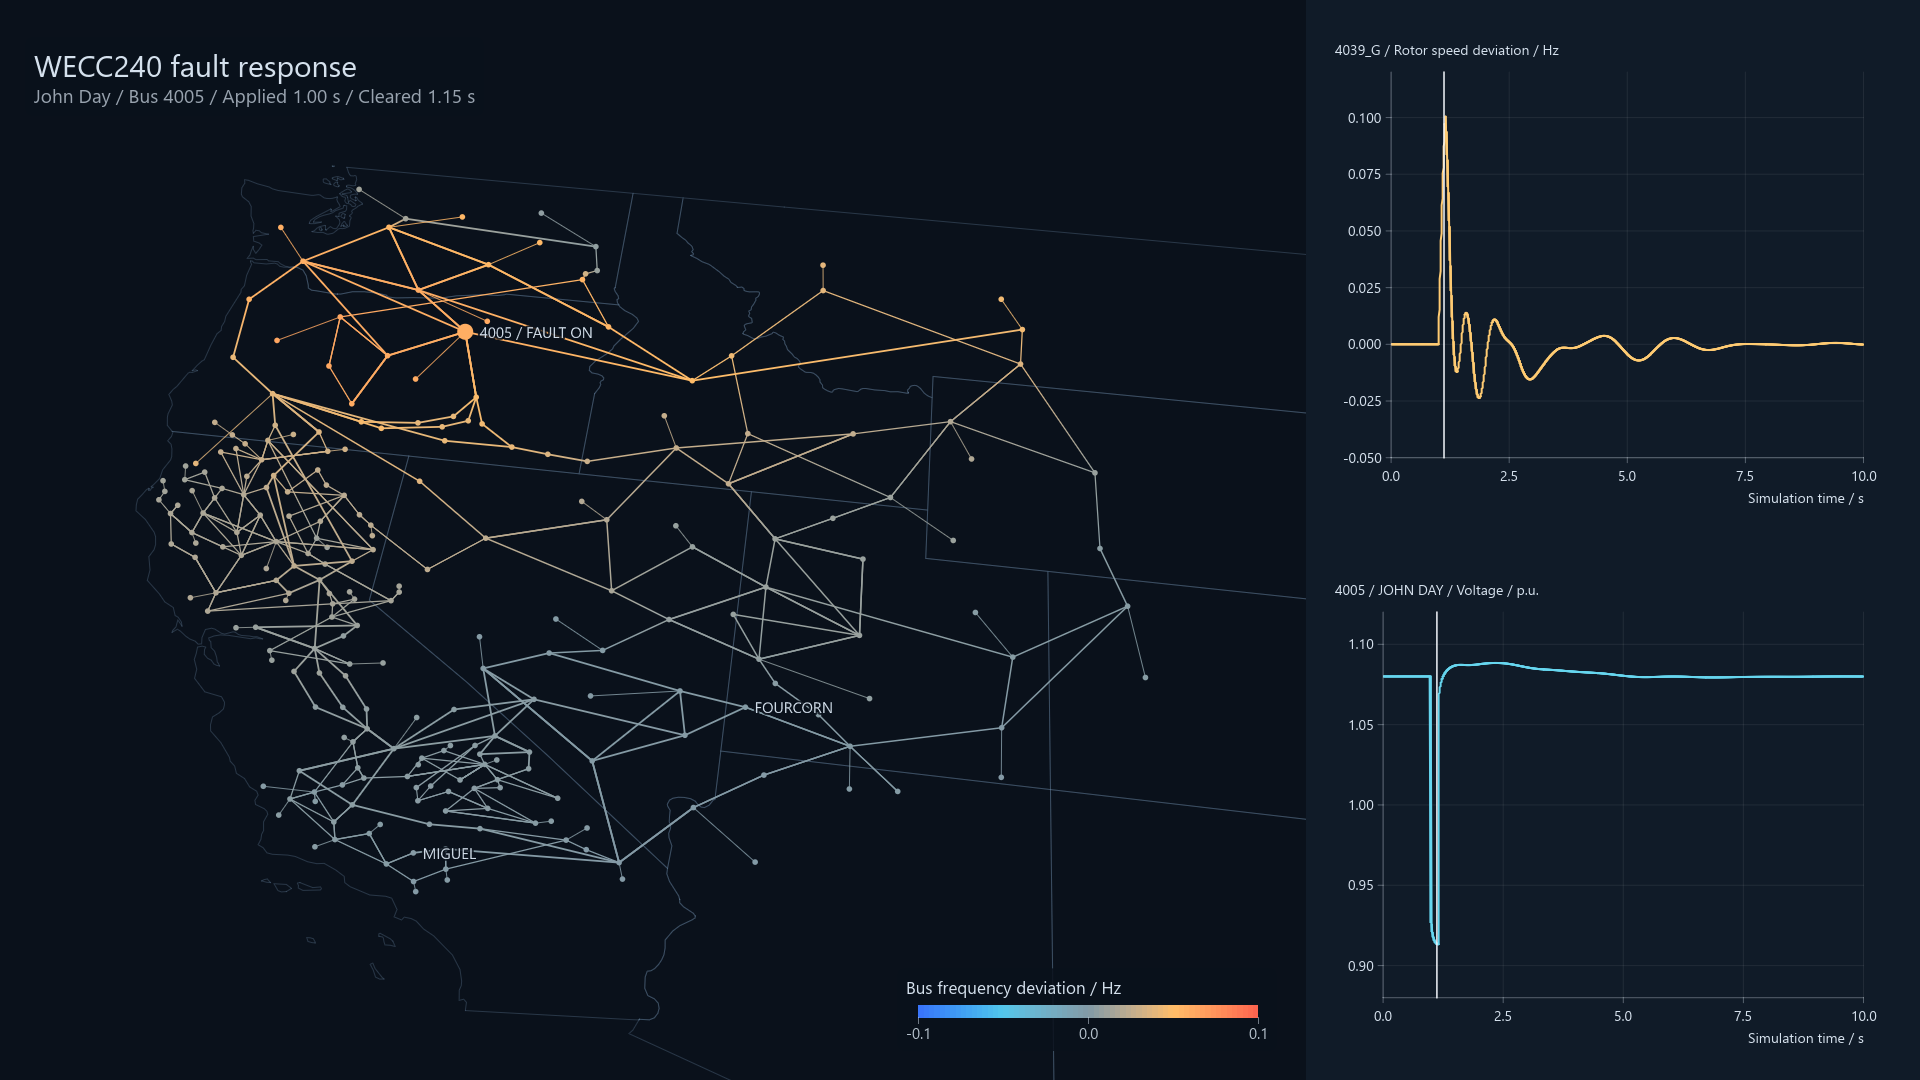 WECC240 fault response
John Day / Bus 4005 / Applied 1.00 s / Cleared 1.15 s
4005 / FAULT ON
FOURCORN
MIGUEL
Bus frequency deviation / Hz
-0.1 0.0 0.1
4039_G / Rotor speed deviation / Hz
0.100
0.075
0.050
0.025
0.000
-0.025
-0.050
0.0 2.5 5.0 7.5 10.0
Simulation time / s
4005 / JOHN DAY / Voltage / p.u.
1.10
1.05
1.00
0.95
0.90
0.0 2.5 5.0 7.5 10.0
Simulation time / s